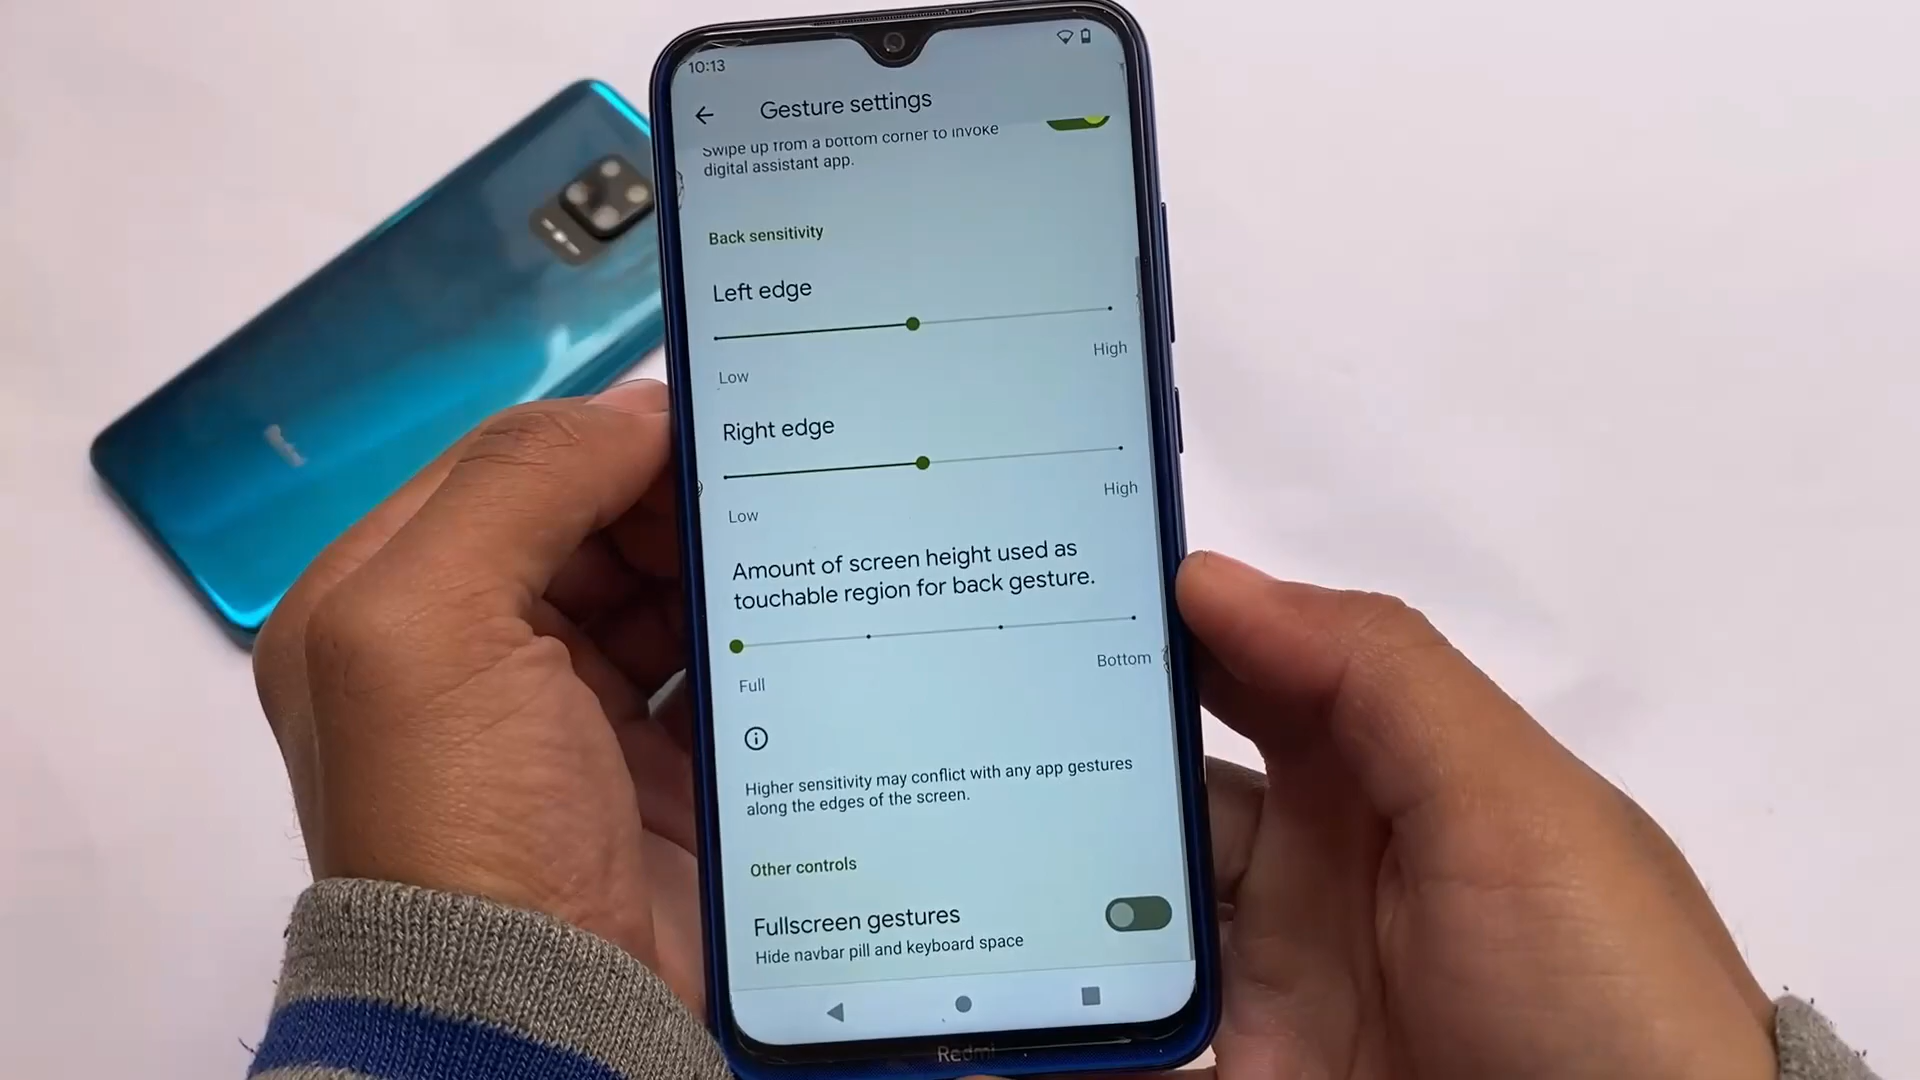 10:13
Gesture settings
Swipe up from a bottom corner to invoke
digital assistant app.
Back sensitivity
Left edge
Low
High
Right edge
Low
High
Amount of screen height used as
touchable region for back gesture.
Full
Bottom
Higher sensitivity may conflict with any app gestures
along the edges of the screen.
Other controls
Fullscreen gestures
Hide navbar pill and keyboard space
Redmi